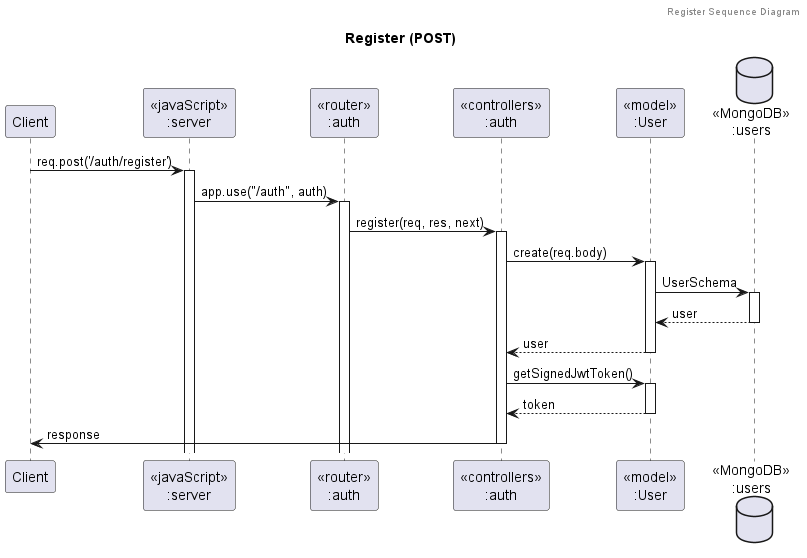 Register Sequence Diagram
Register (POST)
Client
«javaScript»
:server
«router»
:auth
«controllers»
:auth
«model»
:User
«MongoDB»
:users
req.post('/auth/register')
app.use("/auth", auth)
register(req, res, next)
create(req.body)
UserSchema
user
user
getSignedJwtToken()
token
response
Client
«javaScript»
:server
«router»
:auth
«controllers»
:auth
«model»
:User
«MongoDB»
:users